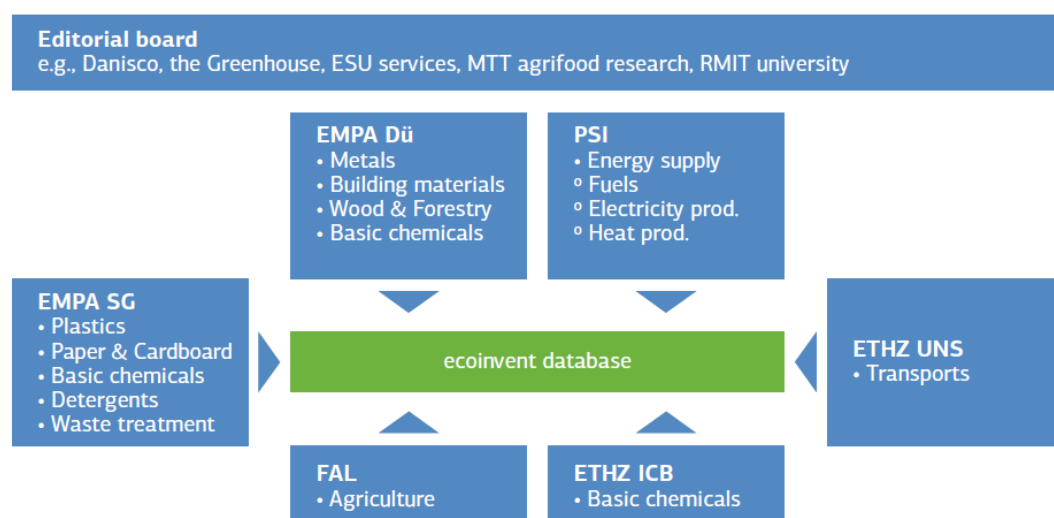 Editorial board
e.g., Danisco, the Greenhouse, ESU services, MTT agrifood research, RMIT university
EMPA Dü
• Metals
• Building materials
• Wood & Forestry
• Basic chemicals
PSI
• Energy supply
º Fuels
º Electricity prod.
º Heat prod.
EMPA SG
• Plastics
• Paper & Cardboard
• Basic chemicals
• Detergents
• Waste treatment
ecoinvent database
ETHZ UNS
• Transports
FAL
• Agriculture
ETHZ ICB
• Basic chemicals